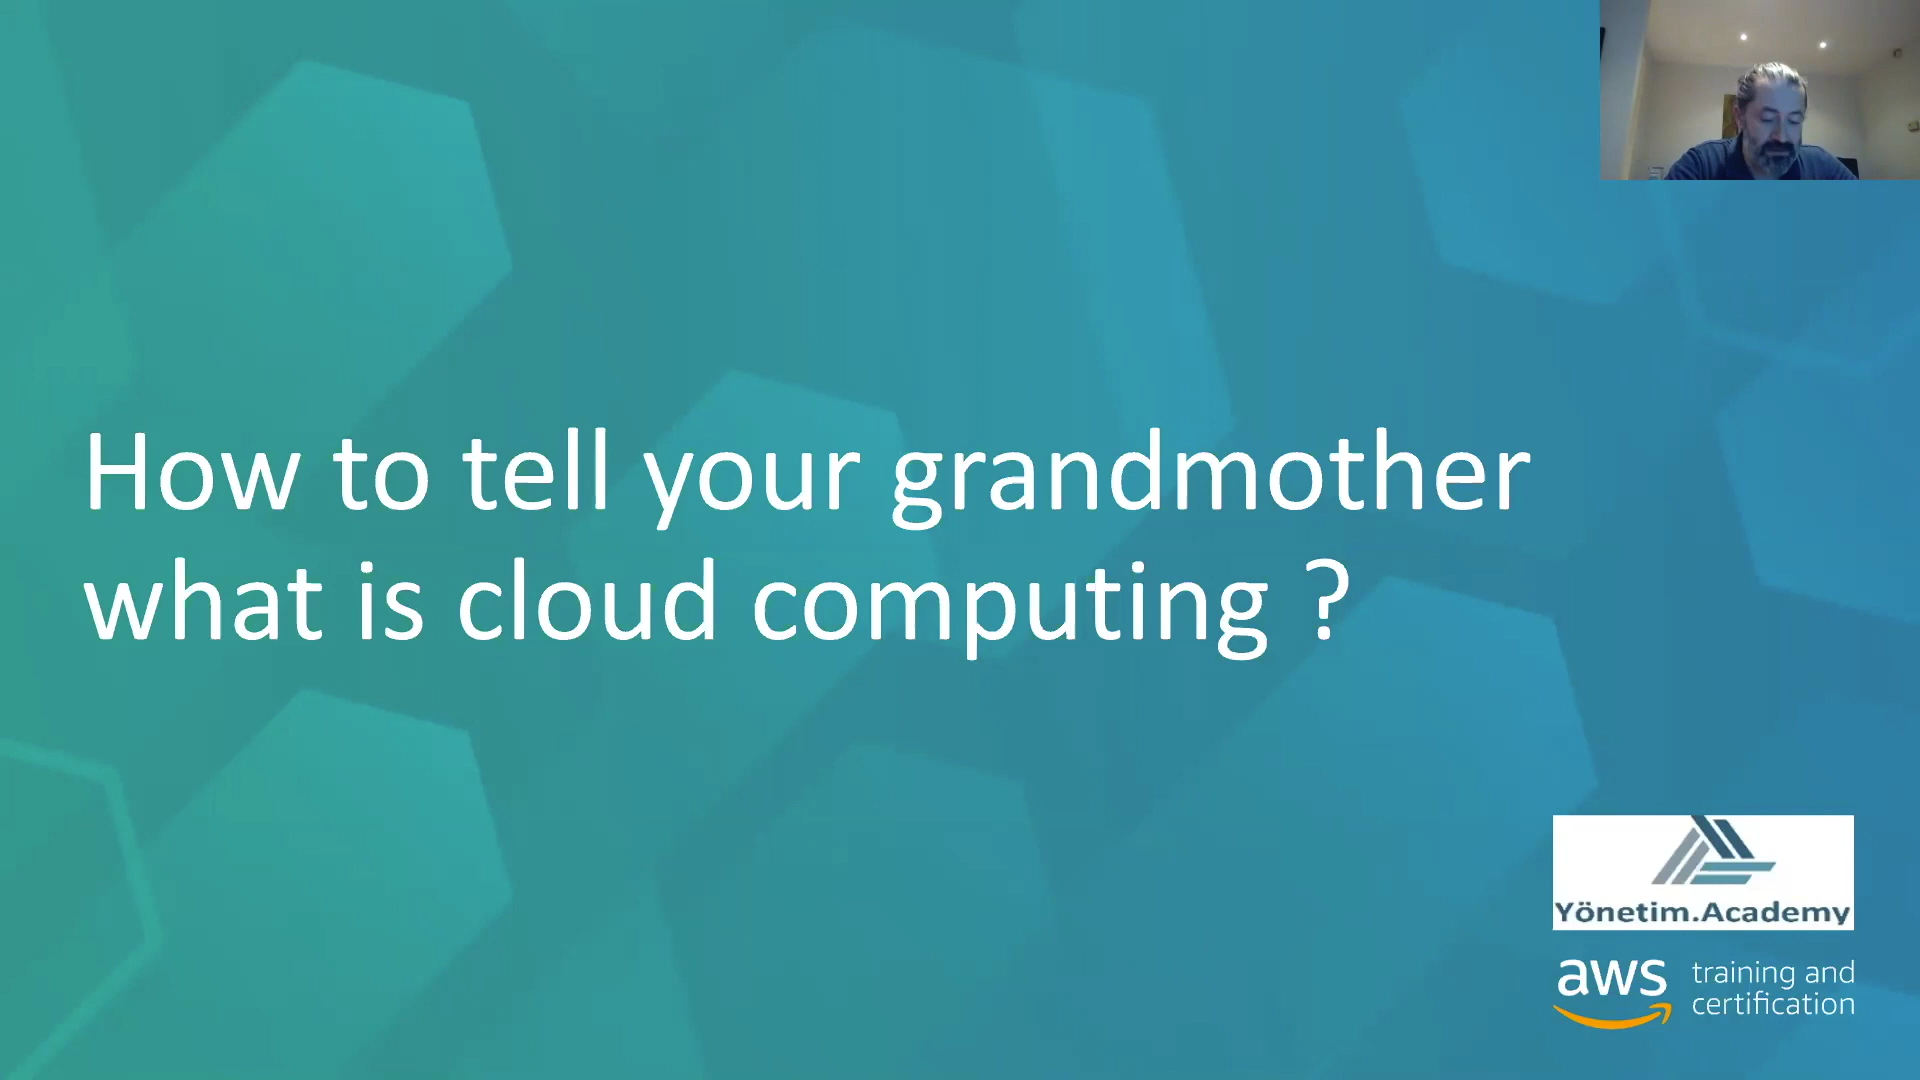 How to tell your grandmother
what is cloud computing ?
Yönetim.Academy
aws training and
certification